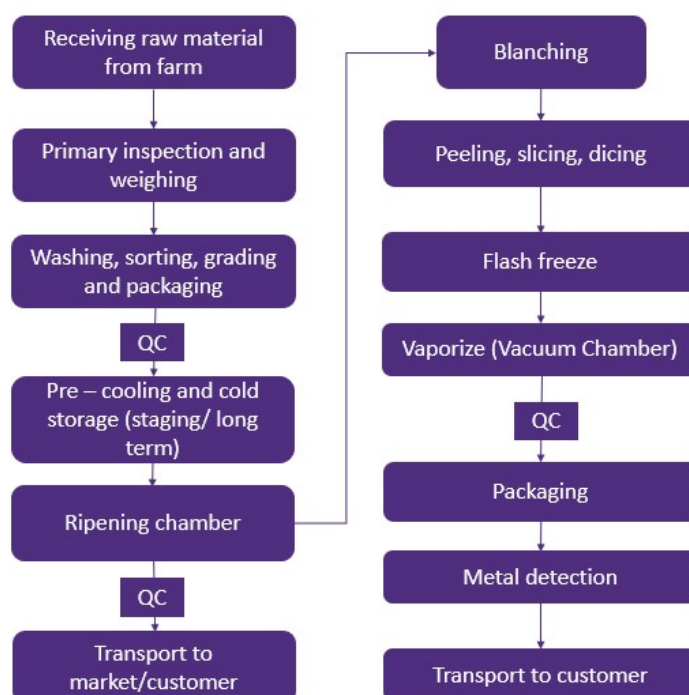 Receiving raw material
from farm
Primary inspection and
weighing
Washing, sorting, grading
and packaging
QC
Pre – cooling and cold
storage (staging/ long
term)
Ripening chamber
QC
Transport to
market/customer
Blanching
Peeling, slicing, dicing
Flash freeze
Vaporize (Vacuum Chamber)
QC
Packaging
Metal detection
Transport to customer